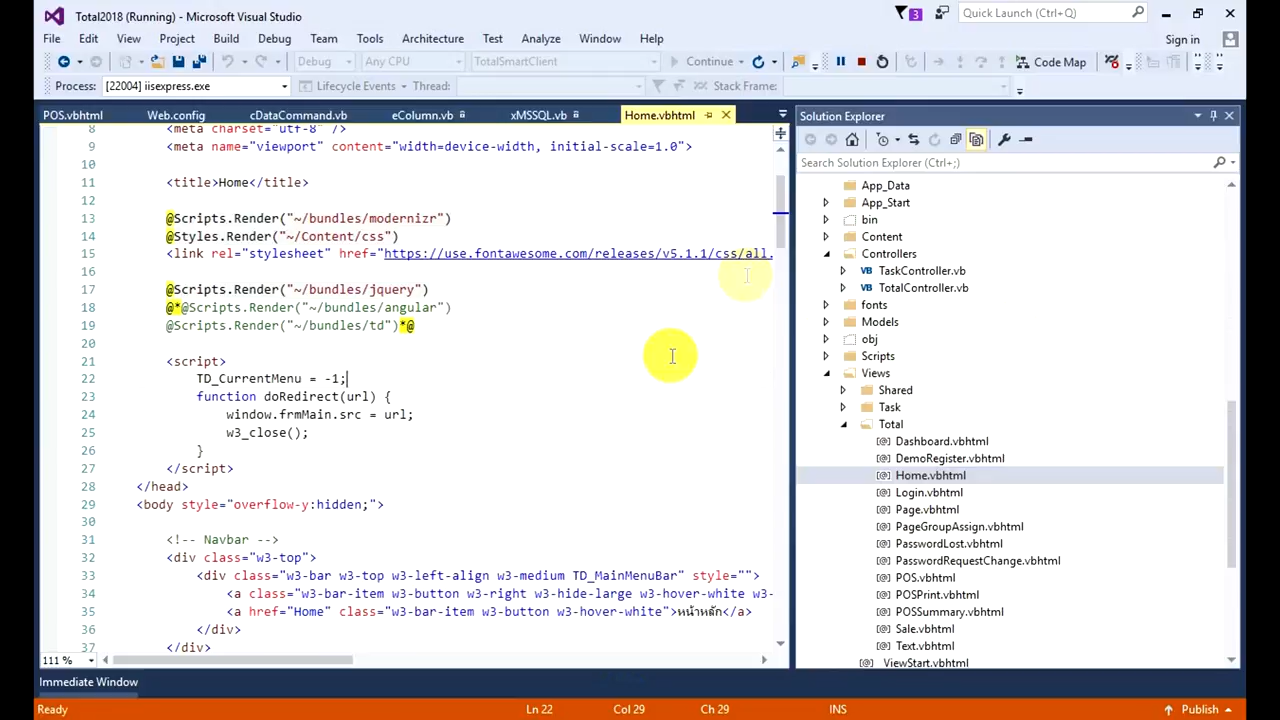 Total2018 (Running) - Microsoft Visual Studio
3
Quick Launch (Ctrl+Q)
File Edit View Project Build Debug Team Tools Architecture Test Analyze Window Help
Sign in
Debug Any CPU TotalSmartClient Continue Code Map
Process: [22004] iisexpress.exe Lifecycle Events Thread: Stack Frame:
POS.vbhtml Web.config cDataCommand.vb eColumn.vb xMSSQL.vb Home.vbhtml
8 <meta charset="utf-8" />
9 <meta name="viewport" content="width=device-width, initial-scale=1.0">
10
11 <title>Home</title>
12
13 @Scripts.Render("~/bundles/modernizr")
14 @Styles.Render("~/Content/css")
15 <link rel="stylesheet" href="https://use.fontawesome.com/releases/v5.1.1/css/all.
16
17 @Scripts.Render("~/bundles/jquery")
18 @*@Scripts.Render("~/bundles/angular")
19 @Scripts.Render("~/bundles/td")*@
20
21 <script>
22 TD_CurrentMenu = -1;
23 function doRedirect(url) {
24 window.frmMain.src = url;
25 w3_close();
26 }
27 </script>
28 </head>
29 <body style="overflow-y:hidden;">
30
31 <!-- Navbar -->
32 <div class="w3-top">
33 <div class="w3-bar w3-top w3-left-align w3-medium TD_MainMenuBar" style="">
34 <a class="w3-bar-item w3-button w3-right w3-hide-large w3-hover-white w3-
35 <a href="Home" class="w3-bar-item w3-button w3-hover-white">หน้าหลัก</a>
36 </div>
37 </div>
111 %
Solution Explorer
Search Solution Explorer (Ctrl+;)
App_Data
App_Start
bin
Content
Controllers
TaskController.vb
TotalController.vb
fonts
Models
obj
Scripts
Views
Shared
Task
Total
Dashboard.vbhtml
DemoRegister.vbhtml
Home.vbhtml
Login.vbhtml
Page.vbhtml
PageGroupAssign.vbhtml
PasswordLost.vbhtml
PasswordRequestChange.vbhtml
POS.vbhtml
POSPrint.vbhtml
POSSummary.vbhtml
Sale.vbhtml
Text.vbhtml
ViewStart.vbhtml
Immediate Window
Ready Ln 22 Col 29 Ch 29 INS Publish